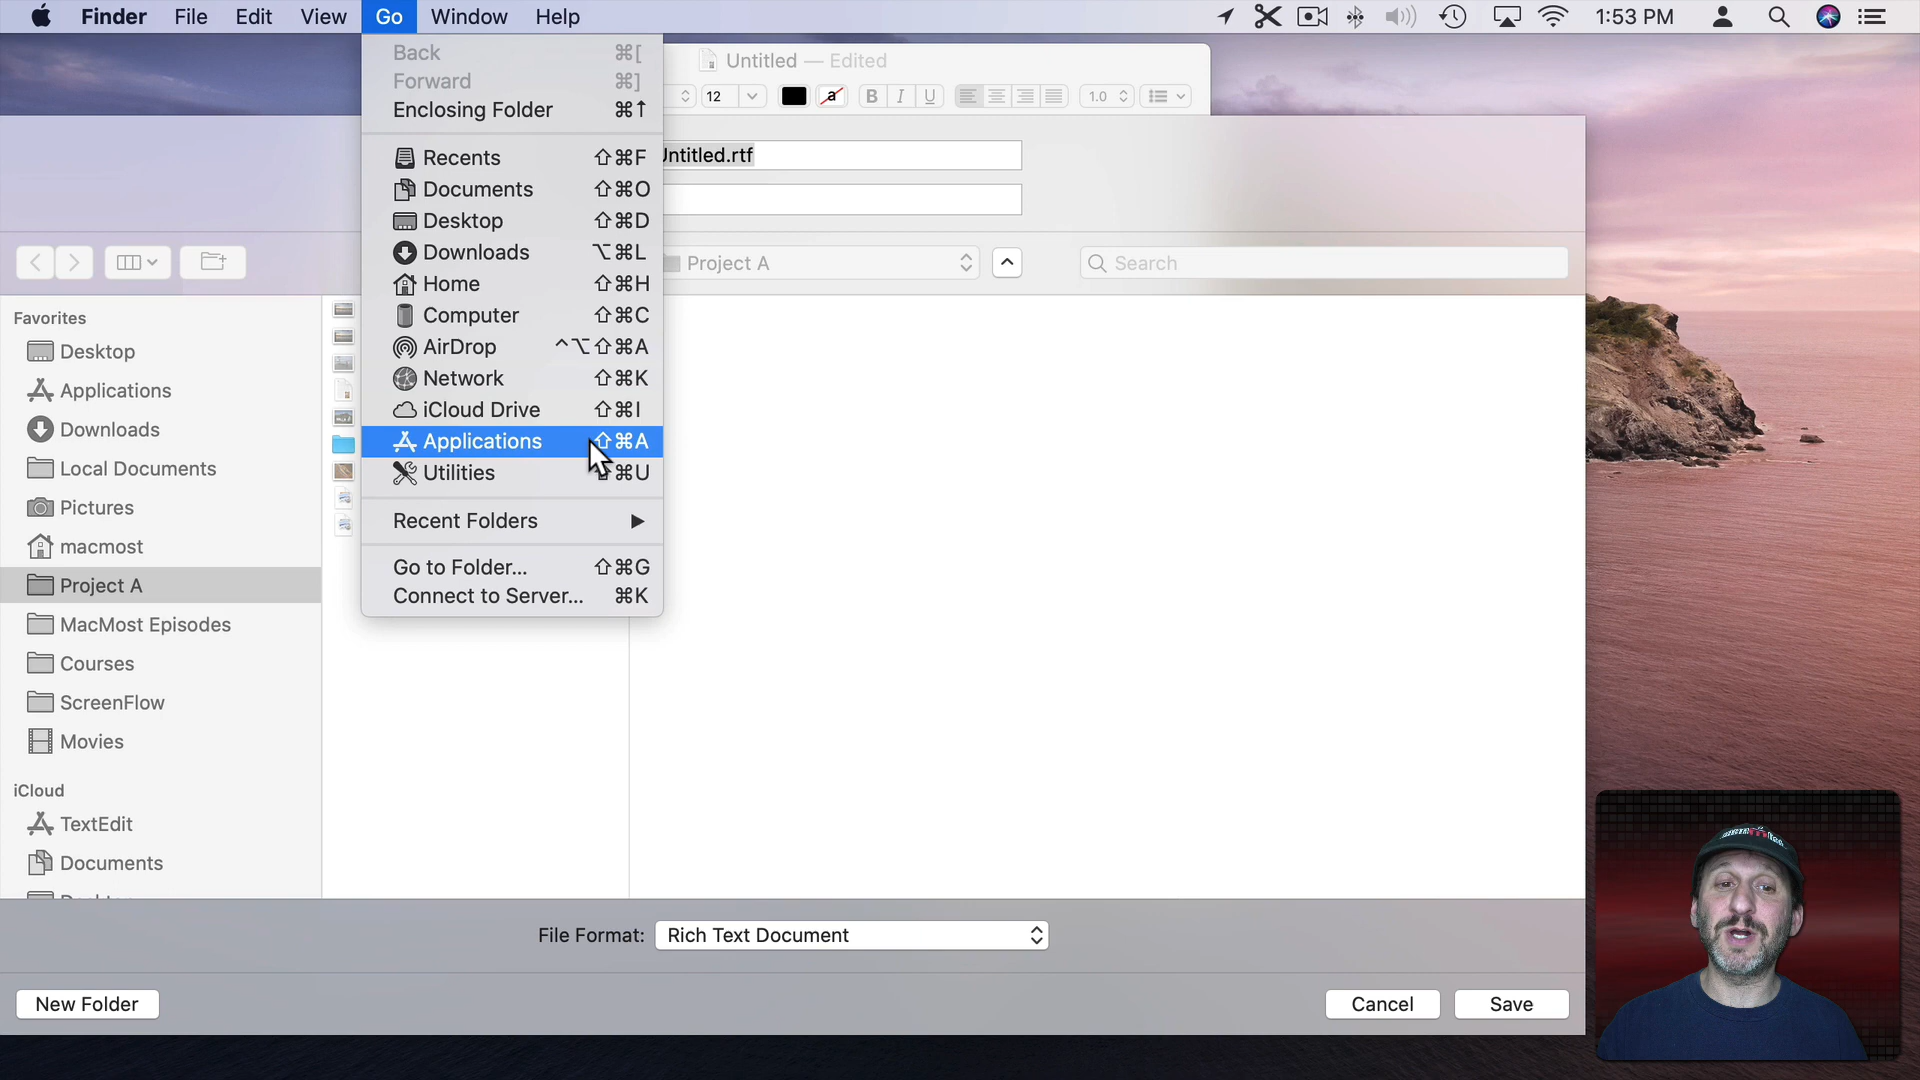 Finder File Edit View Go Window Help 1:53 PM
Untitled — Edited
12 a B I U 1.0
Untitled.rtf
Project A Search
Back ⌘[
Forward ⌘]
Enclosing Folder ⌘↑
Recents ⇧⌘F
Documents ⇧⌘O
Desktop ⇧⌘D
Downloads ⌥⌘L
Home ⇧⌘H
Computer ⇧⌘C
AirDrop ^⌥⇧⌘A
Network ⇧⌘K
iCloud Drive ⇧⌘I
Applications ⇧⌘A
Utilities ⇧⌘U
Recent Folders ▶
Go to Folder... ⇧⌘G
Connect to Server... ⌘K
Favorites
Desktop
Applications
Downloads
Local Documents
Pictures
macmost
Project A
MacMost Episodes
Courses
ScreenFlow
Movies
iCloud
TextEdit
Documents
File Format: Rich Text Document
New Folder Cancel Save